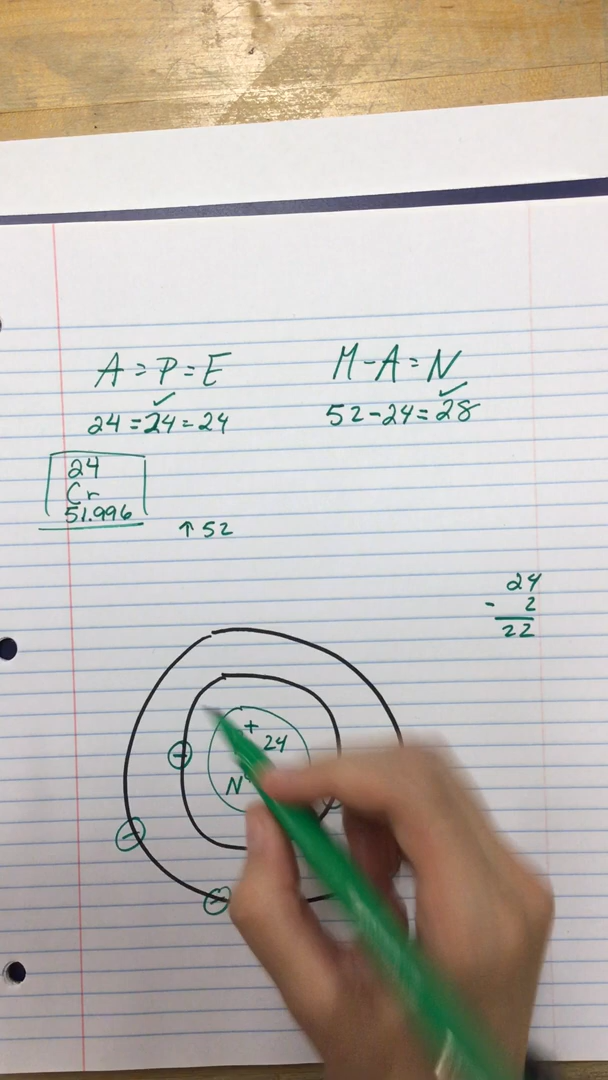 A = P = E
M - A = N
24 = 24 = 24
52 - 24 = 28
24
Cr
51.996
↑ 52
24
- 2
22
+
24
N